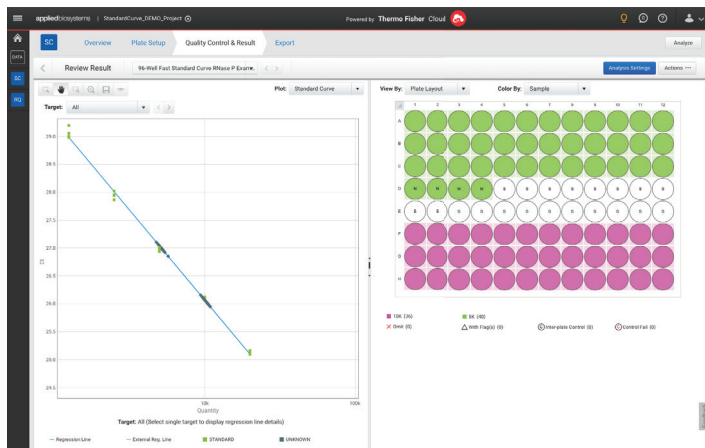 appliedbiosystems | StandardCurve_DEMO_Project
Powered by Thermo Fisher Cloud
SC Overview Plate Setup Quality Control & Result Export Analyze
DATA
SC
RQ
Review Result 96-Well Fast Standard Curve RNase P Exam Analysis Settings Actions
Plot: Standard Curve View By: Plate Layout Color By: Sample
Target: All
1 2 3 4 5 6 7 8 9 10 11 12
A
B
C
D N N N N S S S S S S S S
E S S S S S S S S S S S S
F
G
H
29.0
28.5
28.0
27.5
27.0
26.5
26.0
25.5
25.0
24.5
10k 100k
Quantity
Target: All (Select single target to display regression line details)
Regression Line External Reg. Line STANDARD UNKNOWN
10K (36) 5K (40)
Omit (0) With Flag(s) (0) Inter-plate Control (0) Control Fail (0)